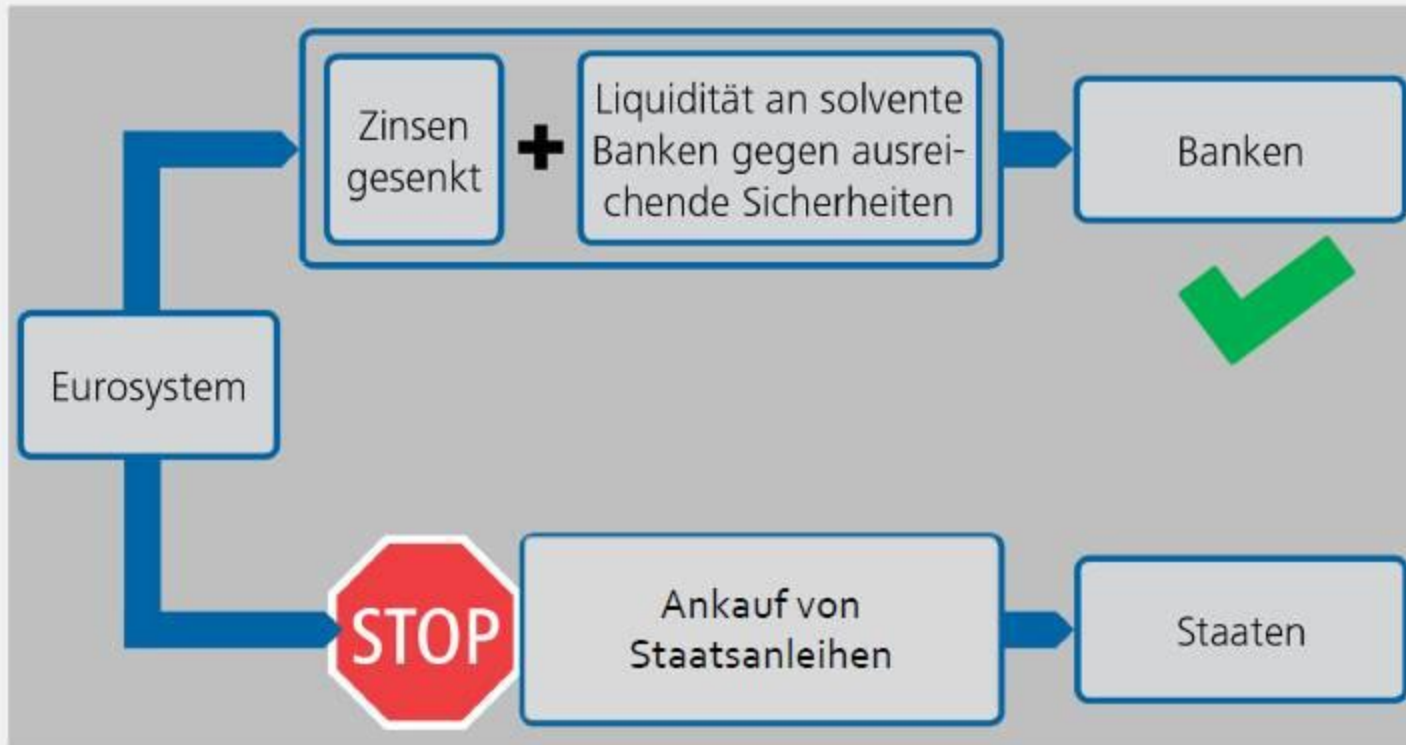 Zinsen
gesenkt
Liquidität an solvente
Banken gegen ausrei-
chende Sicherheiten
Banken
Eurosystem
STOP
Ankauf von
Staatsanleihen
Staaten